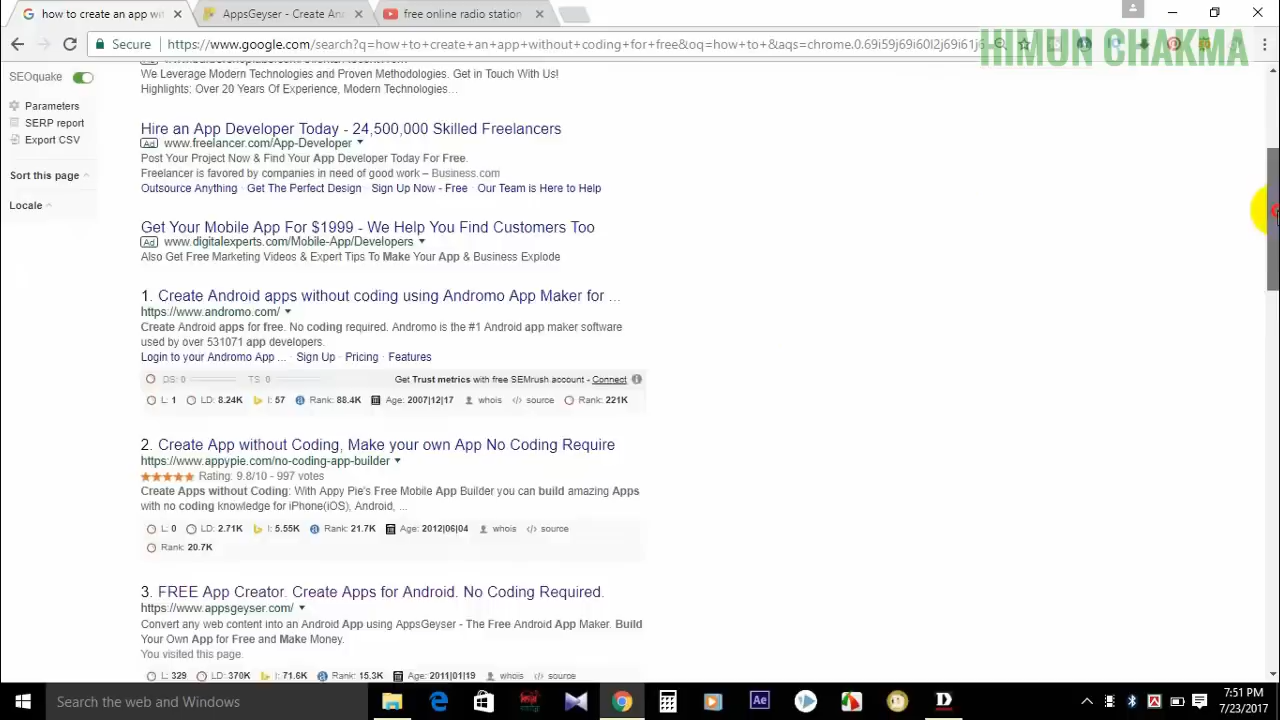 how to create an app wit
AppsGeyser - Create And
free online radio station
Secure
https://www.google.com/search?q=how+to+create+an+app+without+coding+for+free&oq=how+to+&aqs=chrome.0.69i59j69i60l2j69i61j6
HIMUN CHAKMA
SEOquake
Parameters
SERP report
Export CSV
Sort this page
Locale
We Leverage Modern Technologies and Proven Methodologies. Get in Touch With Us!
Highlights: Over 20 Years Of Experience, Modern Technologies...
Hire an App Developer Today - 24,500,000 Skilled Freelancers
Ad www.freelancer.com/App-Developer
Post Your Project Now & Find Your App Developer Today For Free.
Freelancer is favored by companies in need of good work – Business.com
Outsource Anything · Get The Perfect Design · Sign Up Now - Free · Our Team is Here to Help
Get Your Mobile App For $1999 - We Help You Find Customers Too
Ad www.digitalexperts.com/Mobile-App/Developers
Also Get Free Marketing Videos & Expert Tips To Make Your App & Business Explode
1. Create Android apps without coding using Andromo App Maker for ...
https://www.andromo.com/
Create Android apps for free. No coding required. Andromo is the #1 Android app maker software
used by over 531071 app developers.
Login to your Andromo App ... · Sign Up · Pricing · Features
DS: 0 TS: 0 Get Trust metrics with free SEMrush account - Connect
L: 1 LD: 8.24K I: 57 Rank: 88.4K Age: 2007|12|17 whois source Rank: 221K
2. Create App without Coding, Make your own App No Coding Require
https://www.appypie.com/no-coding-app-builder
Rating: 9.8/10 - 997 votes
Create Apps without Coding: With Appy Pie's Free Mobile App Builder you can build amazing Apps
with no coding knowledge for iPhone(iOS), Android, ...
L: 0 LD: 2.71K I: 5.55K Rank: 21.7K Age: 2012|06|04 whois source
Rank: 20.7K
3. FREE App Creator. Create Apps for Android. No Coding Required.
https://www.appsgeyser.com/
Convert any web content into an Android App using AppsGeyser - The Free Android App Maker. Build
Your Own App for Free and Make Money.
You visited this page.
L: 329 LD: 370K I: 71.6K Rank: 15.3K Age: 2011|01|19 whois source
Search the web and Windows
Ae
D
7:51 PM
7/23/2017